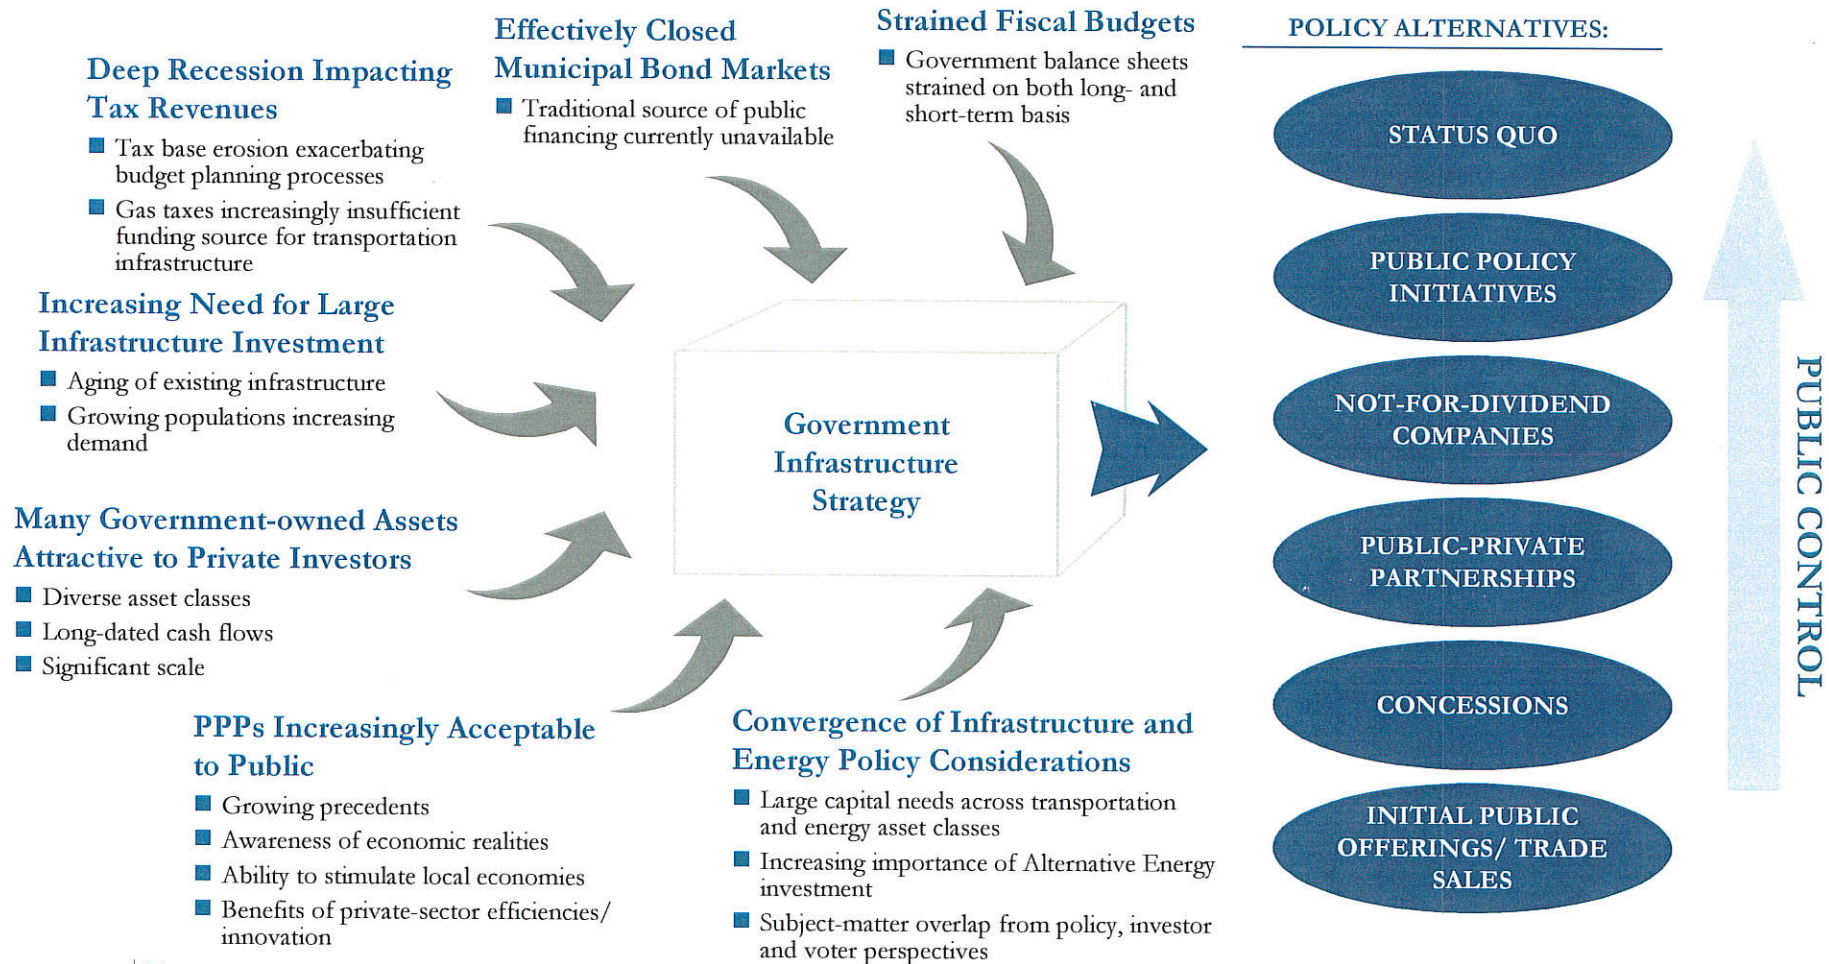 Deep Recession Impacting
Tax Revenues
■ Tax base erosion exacerbating
budget planning processes
■ Gas taxes increasingly insufficient
funding source for transportation
infrastructure
Effectively Closed
Municipal Bond Markets
■ Traditional source of public
financing currently unavailable
Strained Fiscal Budgets
■ Government balance sheets
strained on both long- and
short-term basis
Increasing Need for Large
Infrastructure Investment
■ Aging of existing infrastructure
■ Growing populations increasing
demand
Many Government-owned Assets
Attractive to Private Investors
■ Diverse asset classes
■ Long-dated cash flows
■ Significant scale
PPPs Increasingly Acceptable
to Public
■ Growing precedents
■ Awareness of economic realities
■ Ability to stimulate local economies
■ Benefits of private-sector efficiencies/
innovation
Convergence of Infrastructure and
Energy Policy Considerations
■ Large capital needs across transportation
and energy asset classes
■ Increasing importance of Alternative Energy
investment
■ Subject-matter overlap from policy, investor
and voter perspectives
Government
Infrastructure
Strategy
POLICY ALTERNATIVES:
STATUS QUO
PUBLIC POLICY
INITIATIVES
NOT-FOR-DIVIDEND
COMPANIES
PUBLIC-PRIVATE
PARTNERSHIPS
CONCESSIONS
INITIAL PUBLIC
OFFERINGS/ TRADE
SALES
PUBLIC CONTROL